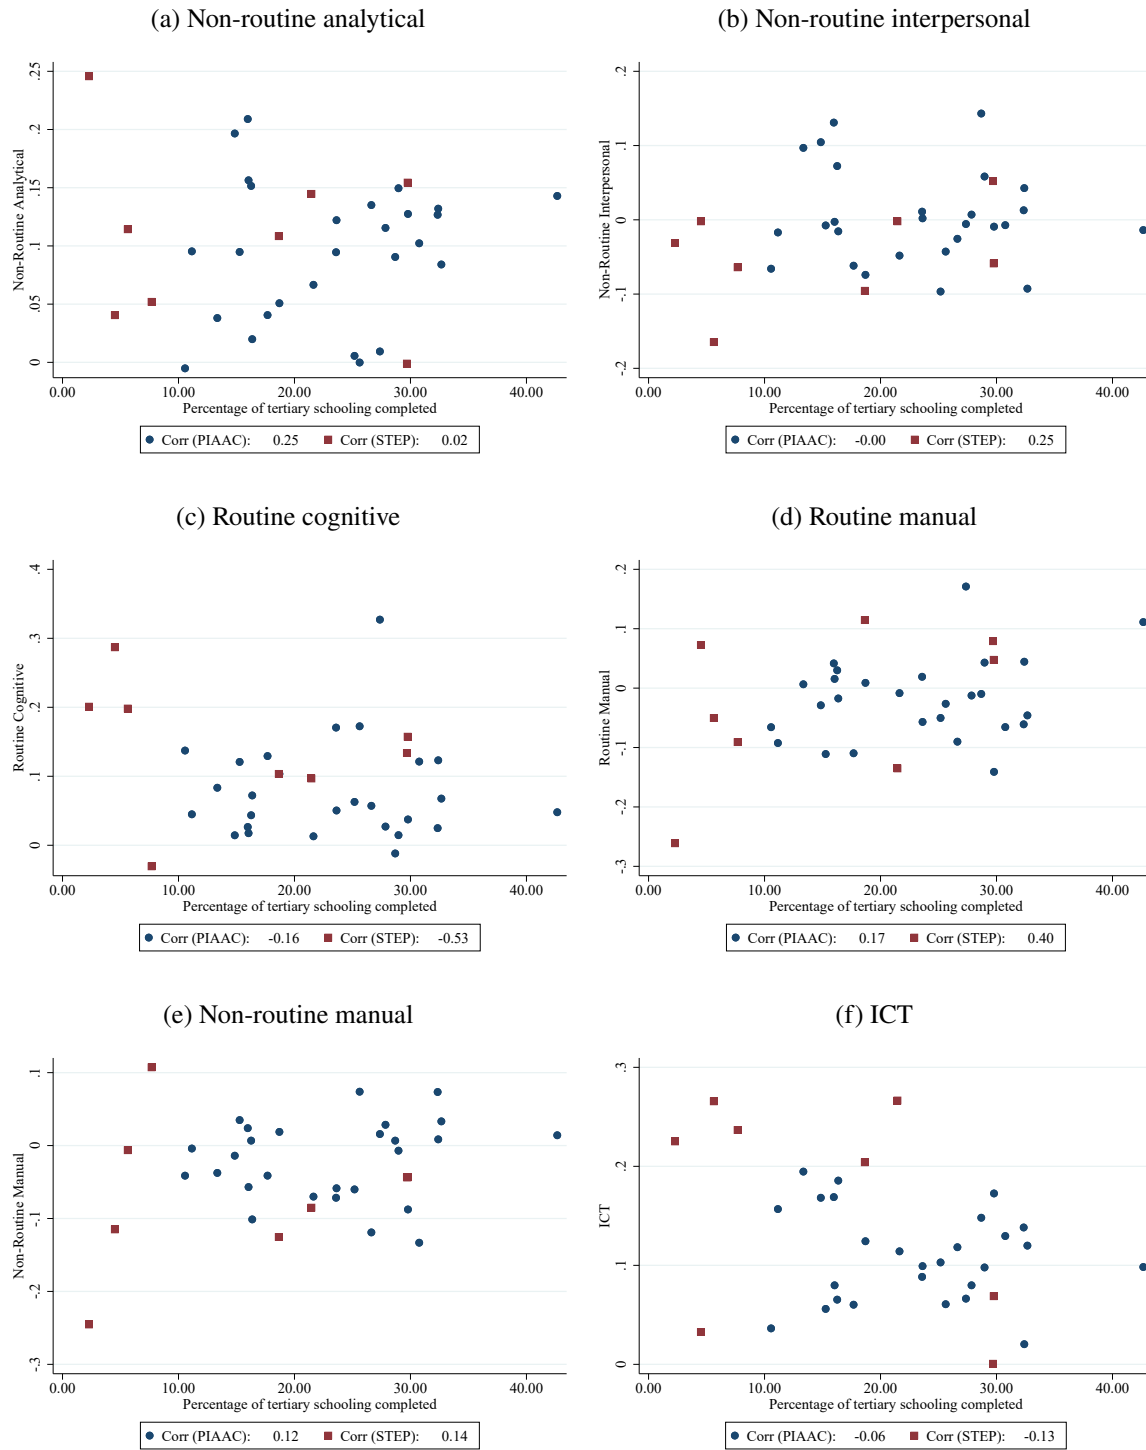 (a) Non-routine analytical
Non-Routine Analytical
.25
.2
.15
.1
.05
0
0.00 10.00 20.00 30.00 40.00
Percentage of tertiary schooling completed
Corr (PIAAC): 0.25 Corr (STEP): 0.02
(b) Non-routine interpersonal
Non-Routine Interpersonal
.2
.1
0
-.1
-.2
0.00 10.00 20.00 30.00 40.00
Percentage of tertiary schooling completed
Corr (PIAAC): -0.00 Corr (STEP): 0.25
(c) Routine cognitive
Routine Cognitive
.4
.3
.2
.1
0
0.00 10.00 20.00 30.00 40.00
Percentage of tertiary schooling completed
Corr (PIAAC): -0.16 Corr (STEP): -0.53
(d) Routine manual
Routine Manual
.2
.1
0
-.1
-.2
-.3
0.00 10.00 20.00 30.00 40.00
Percentage of tertiary schooling completed
Corr (PIAAC): 0.17 Corr (STEP): 0.40
(e) Non-routine manual
Non-Routine Manual
.1
0
-.1
-.2
-.3
0.00 10.00 20.00 30.00 40.00
Percentage of tertiary schooling completed
Corr (PIAAC): 0.12 Corr (STEP): 0.14
(f) ICT
ICT
.3
.2
.1
0
0.00 10.00 20.00 30.00 40.00
Percentage of tertiary schooling completed
Corr (PIAAC): -0.06 Corr (STEP): -0.13